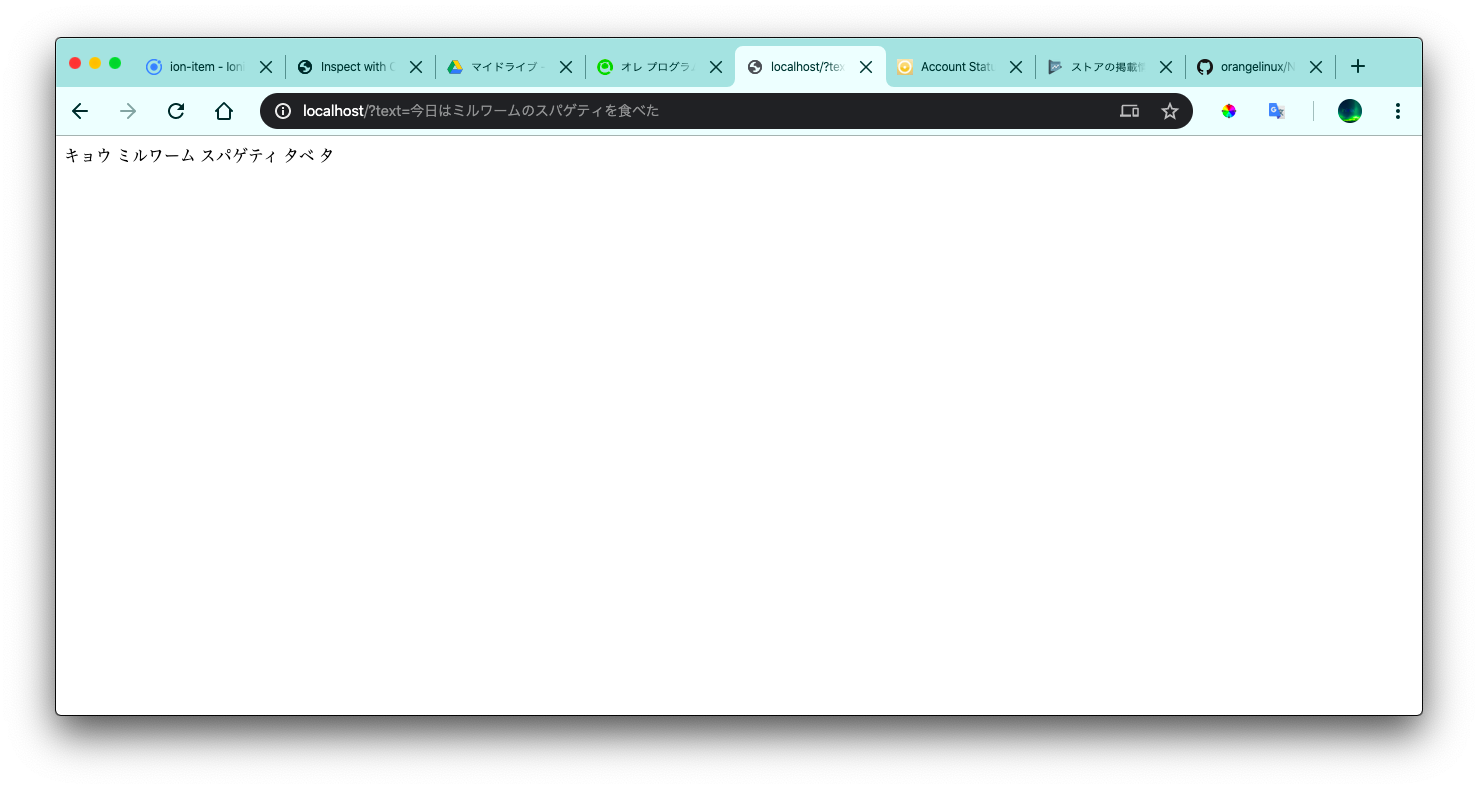 ion-item - Ioni
Inspect with C
マイドライブ -
オレ プログラム
localhost/?tex
Account Statu
ストアの掲載情
orangelinux/N
localhost/?text=今日はミルワームのスパゲティを食べた
キョウ ミルワーム スパゲティ タベ タ